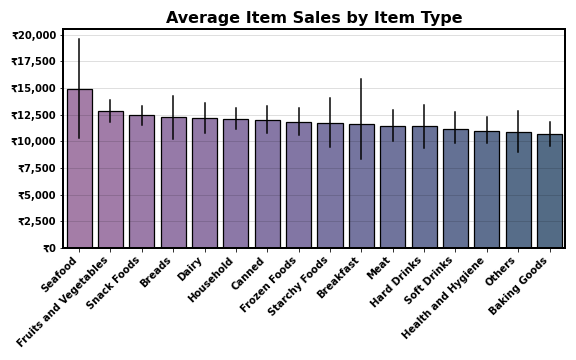 Average Item Sales by Item Type
₹20,000
₹17,500
₹15,000
₹12,500
₹10,000
₹7,500
₹5,000
₹2,500
₹0
Seafood
Fruits and Vegetables
Snack Foods
Breads
Dairy
Household
Canned
Frozen Foods
Starchy Foods
Breakfast
Meat
Hard Drinks
Soft Drinks
Health and Hygiene
Others
Baking Goods